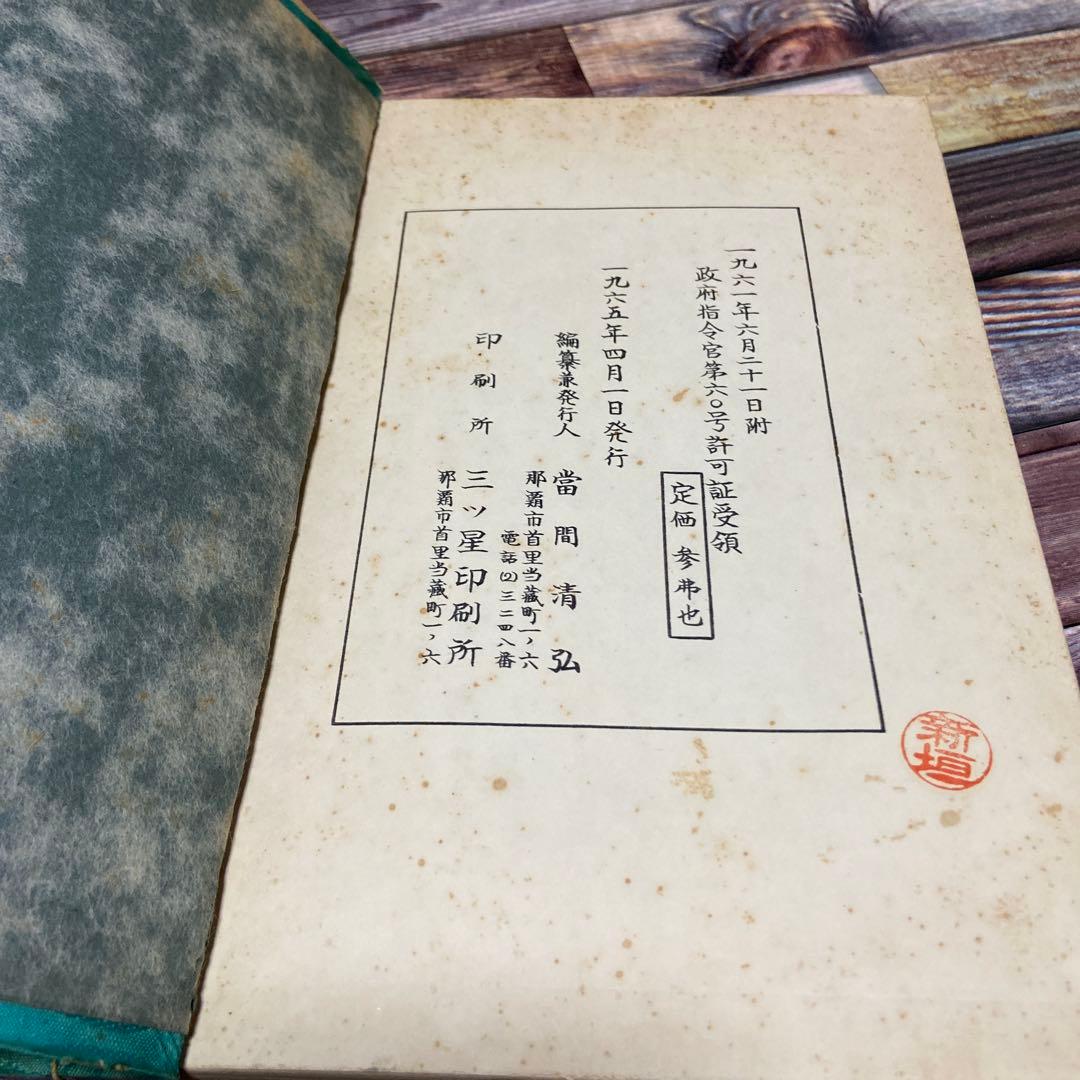 一九六一年六月二十一日附
政府指令官第六〇号許可証受領
定価 参弗也
一九六五年四月一日発行
編纂兼発行人 當間清弘
那覇市首里当蔵町一ノ六
電話(2)三二四八番
印刷所 三ッ星印刷所
那覇市首里当蔵町一ノ六
新垣